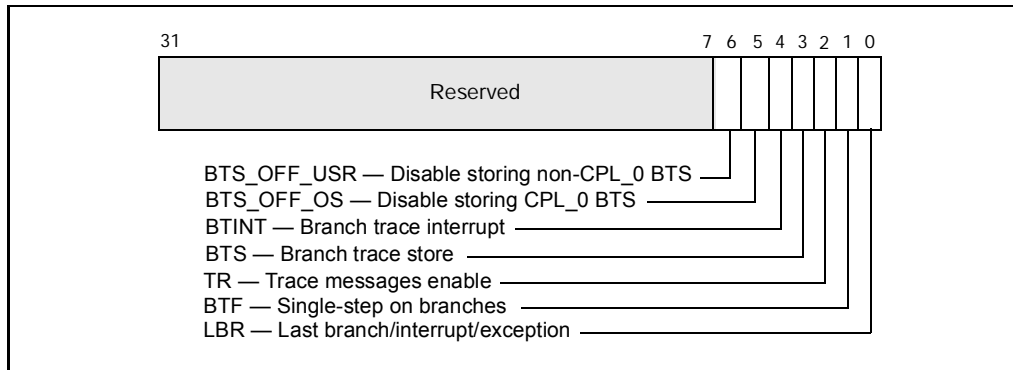 31 7 6 5 4 3 2 1 0
Reserved
BTS_OFF_USR — Disable storing non-CPL_0 BTS
BTS_OFF_OS — Disable storing CPL_0 BTS
BTINT — Branch trace interrupt
BTS — Branch trace store
TR — Trace messages enable
BTF — Single-step on branches
LBR — Last branch/interrupt/exception